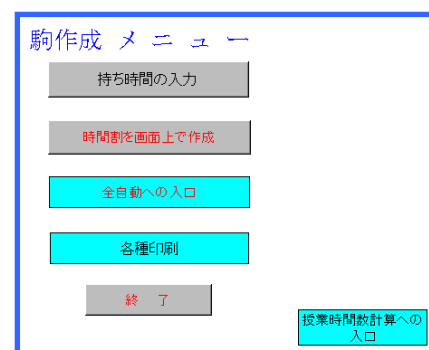 駒作成 メ ニ ュ ー
持ち時間の入力
時間割を画面上で作成
全自動への入口
各種印刷
終 了
授業時間数計算への
入口